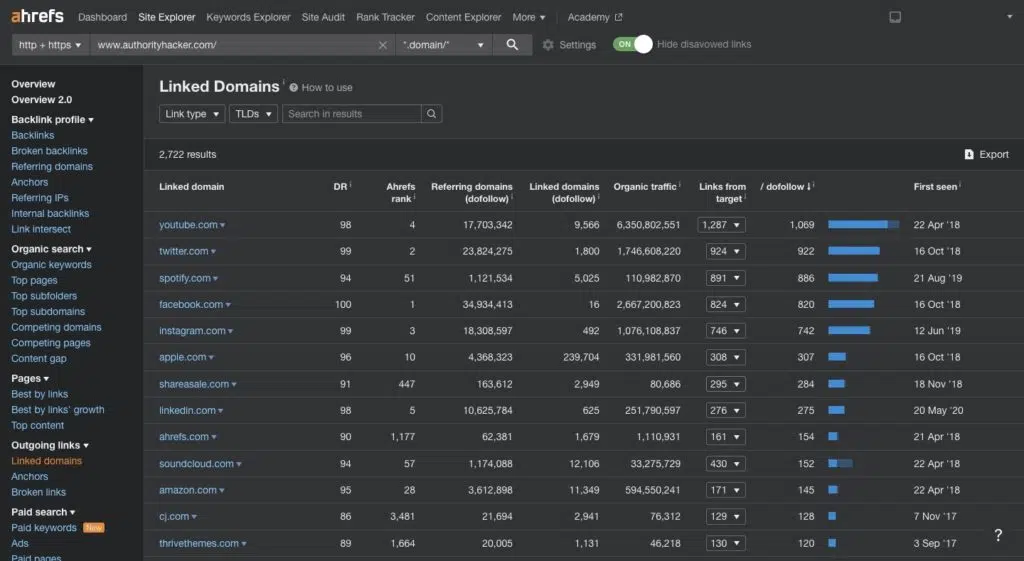 ahrefs Dashboard Site Explorer Keywords Explorer Site Audit Rank Tracker Content Explorer More Academy
http + https www.authorityhacker.com/ *.domain/* Settings ON Hide disavowed links
Overview
Overview 2.0
Backlink profile
Backlinks
Broken backlinks
Referring domains
Anchors
Referring IPs
Internal backlinks
Link intersect
Organic search
Organic keywords
Top pages
Top subfolders
Top subdomains
Competing domains
Competing pages
Content gap
Pages
Best by links
Best by links' growth
Top content
Outgoing links
Linked domains
Anchors
Broken links
Paid search
Paid keywords New
Ads
Paid pages
Linked Domains i ? How to use
Link type TLDs Search in results
2,722 results Export
Linked domain DR i Ahrefs rank i Referring domains (dofollow) i Linked domains (dofollow) i Organic traffic i Links from target i / dofollow ↓ i First seen i
youtube.com 98 4 17,703,342 9,566 6,350,802,551 1,287 1,069 22 Apr '18
twitter.com 99 2 23,824,275 1,800 1,746,608,220 924 922 16 Oct '18
spotify.com 94 51 1,121,534 5,025 110,982,870 891 886 21 Aug '19
facebook.com 100 1 34,934,413 16 2,667,200,823 824 820 16 Oct '18
instagram.com 99 3 18,308,597 492 1,076,108,837 746 742 12 Jun '19
apple.com 96 10 4,368,323 239,704 331,981,560 308 307 16 Oct '18
shareasale.com 91 447 163,612 2,949 80,686 295 284 18 Nov '18
linkedin.com 98 5 10,625,784 625 251,790,597 276 275 20 May '20
ahrefs.com 90 1,177 62,381 1,679 1,110,931 161 154 21 Apr '18
soundcloud.com 94 57 1,174,088 12,106 33,275,729 430 152 22 Apr '18
amazon.com 95 28 3,612,898 11,349 594,550,241 171 145 22 Apr '18
cj.com 86 3,481 21,694 2,941 76,312 129 128 7 Nov '17
thrivethemes.com 89 1,664 20,005 1,131 46,218 130 120 3 Sep '17
?